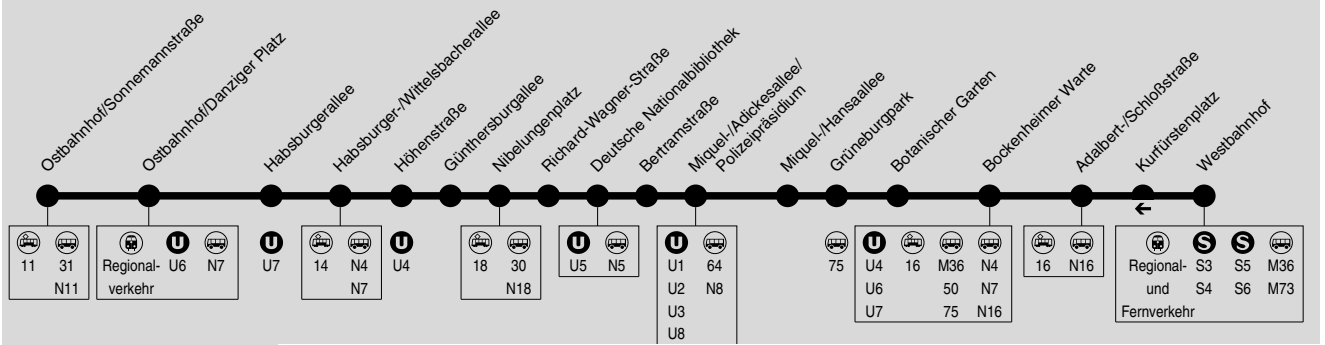 Ostbahnhof/Sonnemannstraße
Ostbahnhof/Danziger Platz
Habsburgerallee
Habsburger-/Wittelsbacherallee
Höhenstraße
Günthersburgallee
Nibelungenplatz
Richard-Wagner-Straße
Deutsche Nationalbibliothek
Bertramstraße
Miquel-/Adickesallee/
Polizeipräsidium
Miquel-/Hansaallee
Grüneburgpark
Botanischer Garten
Bockenheimer Warte
Adalbert-/Schloßstraße
Kurfürstenplatz
Westbahnhof
11 31
N11
U
Regional- U6 N7
verkehr
U
U7
14 N4
N7
U
U4
18 30
N18
U
U5 N5
U
U1 64
U2 N8
U3
U8
75
U
U4 16 M36 N4
U6 50 N7
U7 75 N16
16 N16
S S
Regional- S3 S5 M36
und S4 S6 M73
Fernverkehr